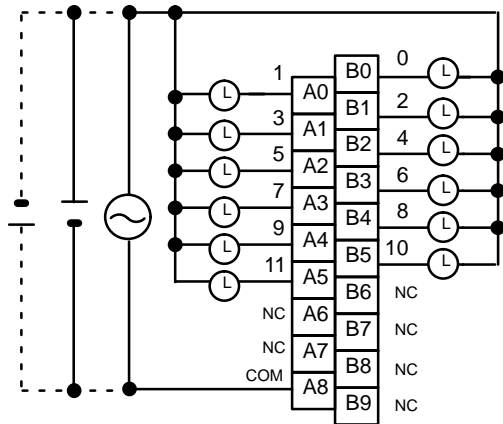 0
1 L A0 B0 L
2
3 L A1 B1 L
4
5 L A2 B2 L
6
7 L A3 B3 L
8
9 L A4 B4 L
10
11 L A5 B5 L
NC A6 B6 NC
NC A7 B7 NC
COM A8 B8 NC
B9 NC